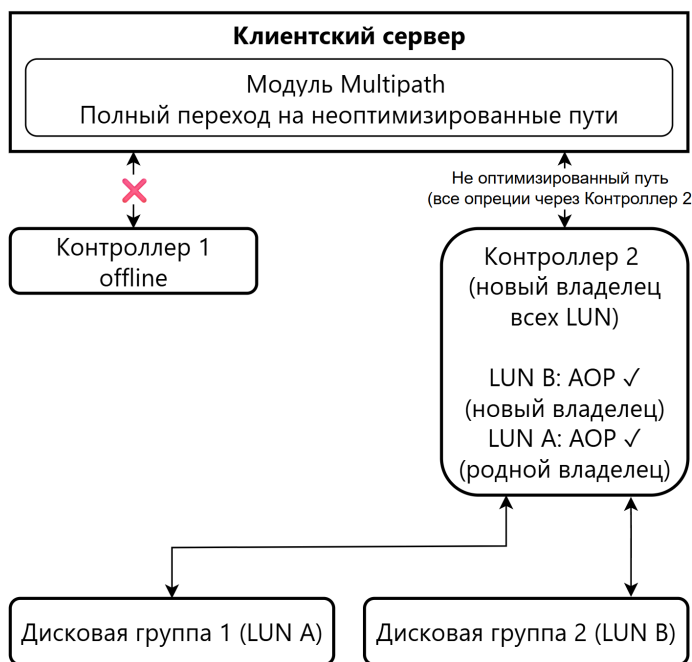 Клиентский сервер
Модуль Multipath
Полный переход на неоптимизированные пути
Не оптимизированный путь
(все опреции через Контроллер 2
Контроллер 1
offline
Контроллер 2
(новый владелец
всех LUN)
LUN B: AOP ✓
(новый владелец)
LUN A: AOP ✓
(родной владелец)
Дисковая группа 1 (LUN A)
Дисковая группа 2 (LUN B)